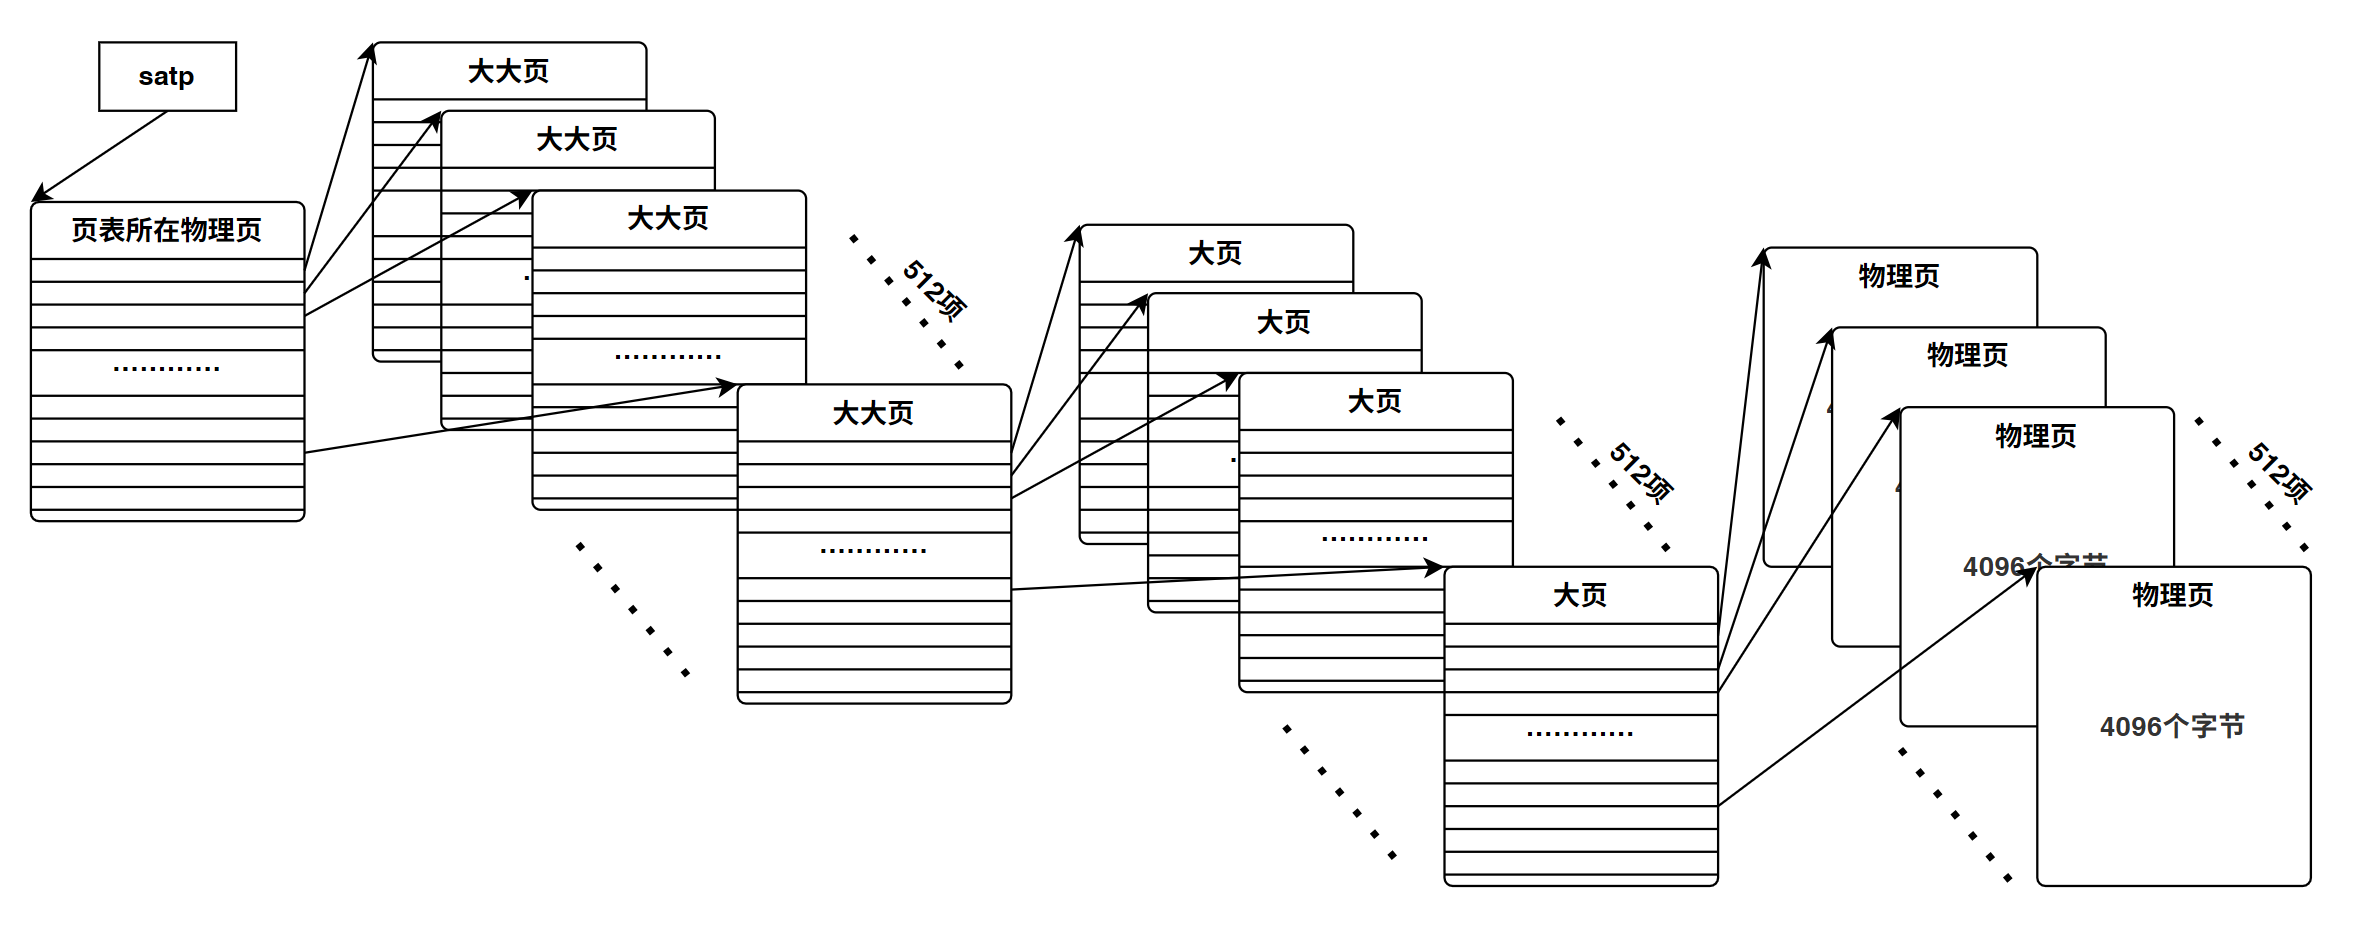 satp
页表所在物理页
............
大大页
大大页
大大页
............
大大页
............
512项
大页
大页
大页
............
大页
............
512项
物理页
物理页
物理页
4096个字节
物理页
4096个字节
512项